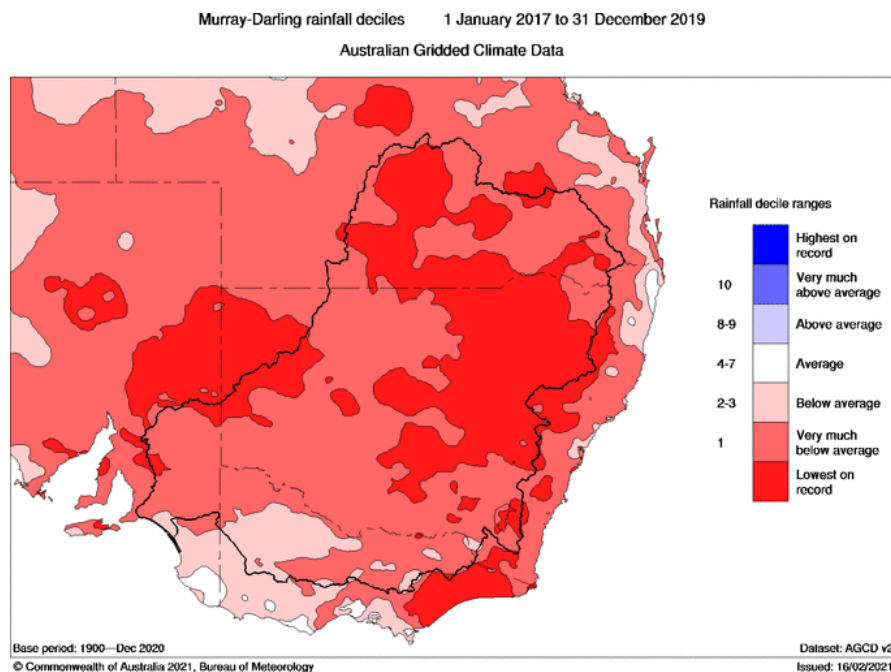 Murray-Darling rainfall deciles 1 January 2017 to 31 December 2019
Australian Gridded Climate Data
Rainfall decile ranges
Highest on
record
10 Very much
above average
8-9 Above average
4-7 Average
2-3 Below average
1 Very much
below average
Lowest on
record
Base period: 1900—Dec 2020
Dataset: AGCD
© Commonwealth of Australia 2021, Bureau of Meteorology
Issued: 16/02/2021